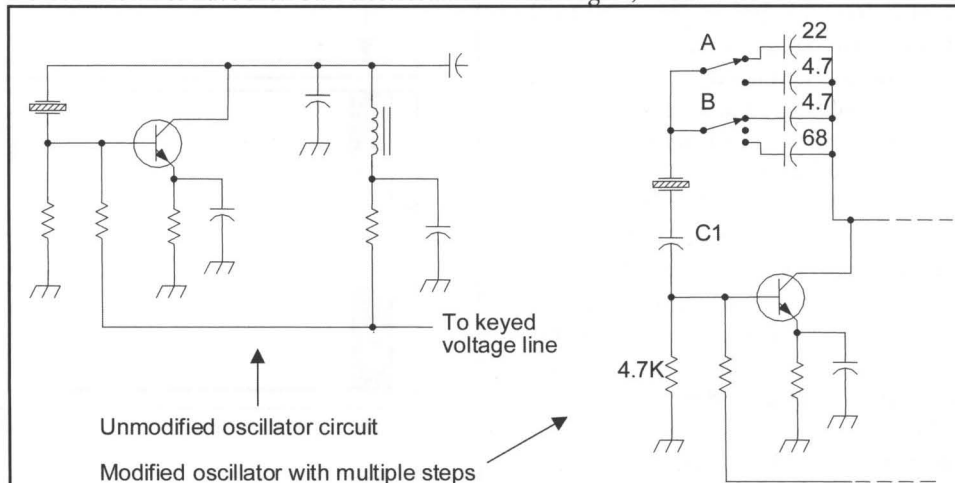 22
A
4.7
B
4.7
68
C1
To keyed
voltage line
4.7K
Unmodified oscillator circuit
Modified oscillator with multiple steps